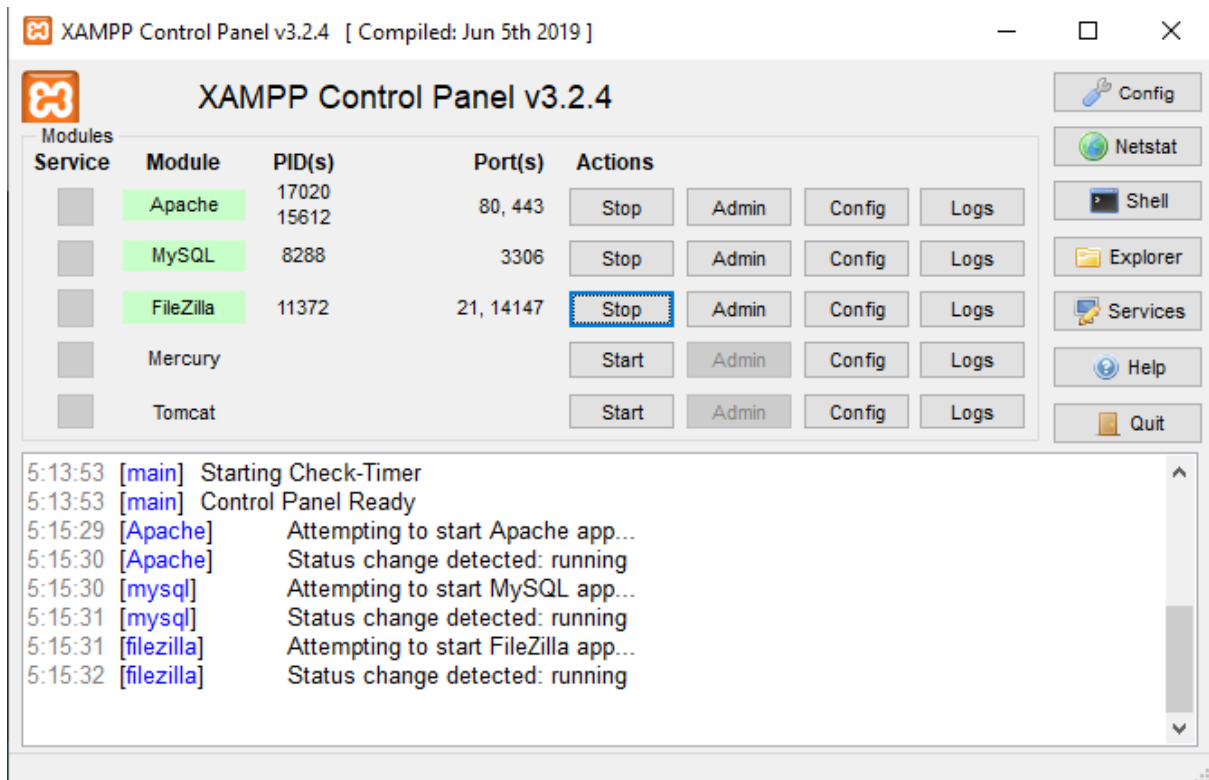 XAMPP Control Panel v3.2.4 [ Compiled: Jun 5th 2019 ]
XAMPP Control Panel v3.2.4
Config
Modules
Netstat
Service Module PID(s) Port(s) Actions
Apache 17020 15612 80, 443 Stop Admin Config Logs
Shell
MySQL 8288 3306 Stop Admin Config Logs
Explorer
FileZilla 11372 21, 14147 Stop Admin Config Logs
Services
Mercury Start Admin Config Logs
Help
Tomcat Start Admin Config Logs
Quit
5:13:53 [main] Starting Check-Timer
5:13:53 [main] Control Panel Ready
5:15:29 [Apache] Attempting to start Apache app...
5:15:30 [Apache] Status change detected: running
5:15:30 [mysql] Attempting to start MySQL app...
5:15:31 [mysql] Status change detected: running
5:15:31 [filezilla] Attempting to start FileZilla app...
5:15:32 [filezilla] Status change detected: running